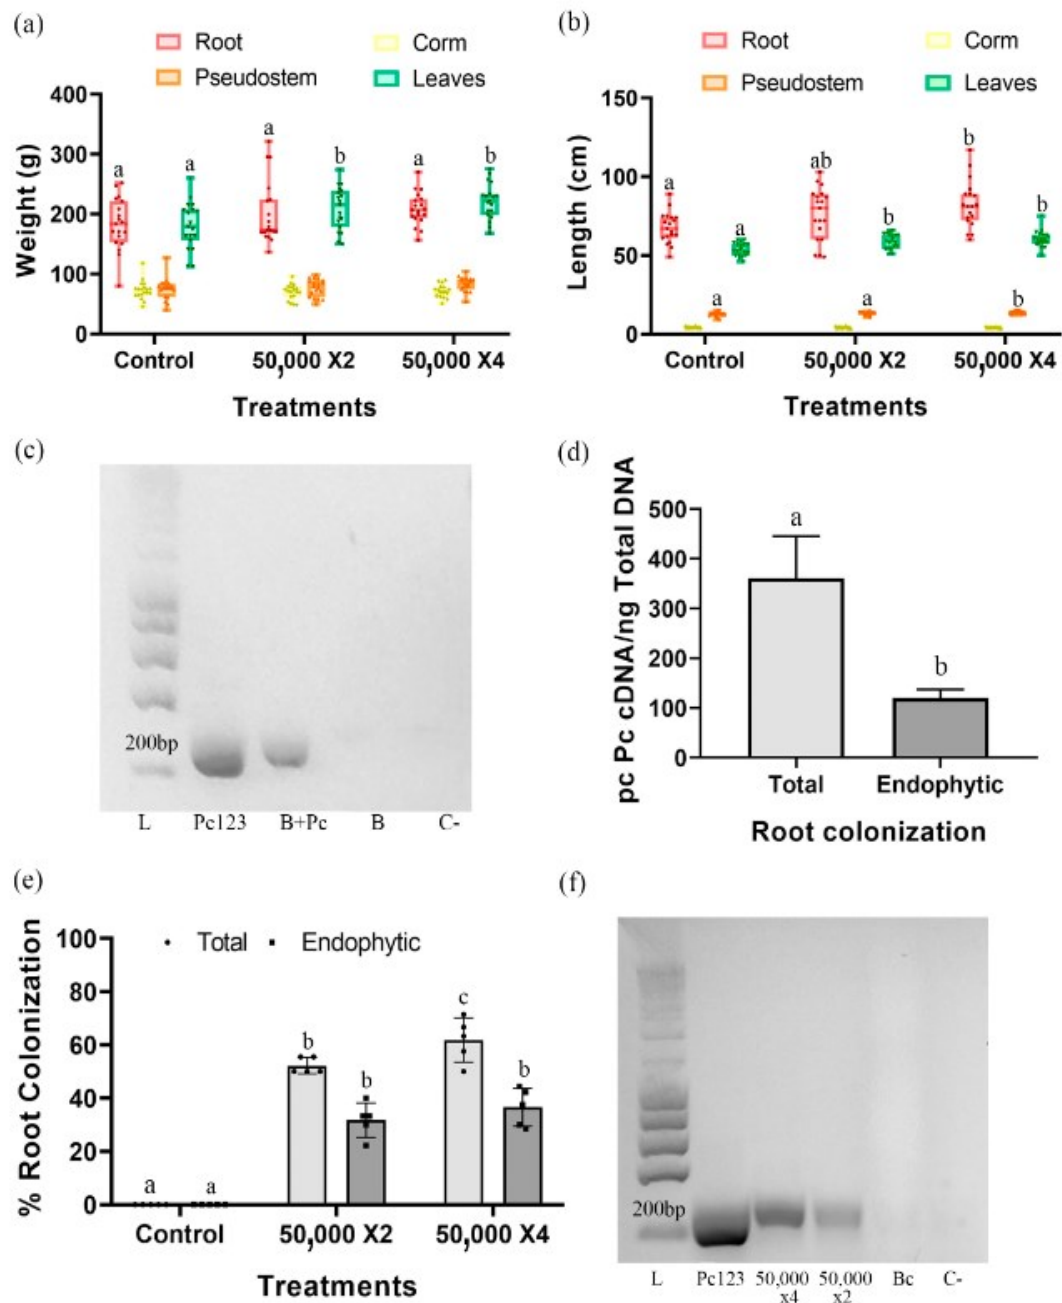 (a)
Root
Corm
Pseudostem
Leaves
Weight (g)
400
300
200
100
0
a
a
a
b
a
b
Control
50,000 X2
50,000 X4
Treatments
(b)
Root
Corm
Pseudostem
Leaves
Length (cm)
150
100
50
0
a
a
a
ab
a
b
b
b
b
Control
50,000 X2
50,000 X4
Treatments
(c)
200bp
L
Pc123
B+Pc
B
C-
(d)
pc Pc cDNA/ng Total DNA
500
400
300
200
100
0
a
b
Total
Endophytic
Root colonization
(e)
% Root Colonization
Total
Endophytic
100
80
60
40
20
0
a
a
b
b
c
b
Control
50,000 X2
50,000 X4
Treatments
(f)
200bp
L
Pc123
50,000
x4
50,000
x2
Bc
C-